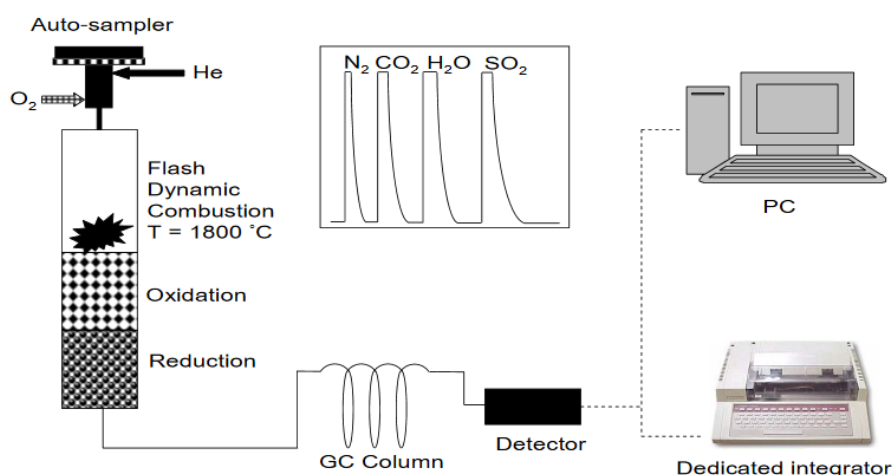 Auto-sampler
He
O₂
N₂ CO₂ H₂O SO₂
Flash
Dynamic
Combustion
T = 1800 ˚C
Oxidation
Reduction
GC Column
Detector
PC
Dedicated integrator